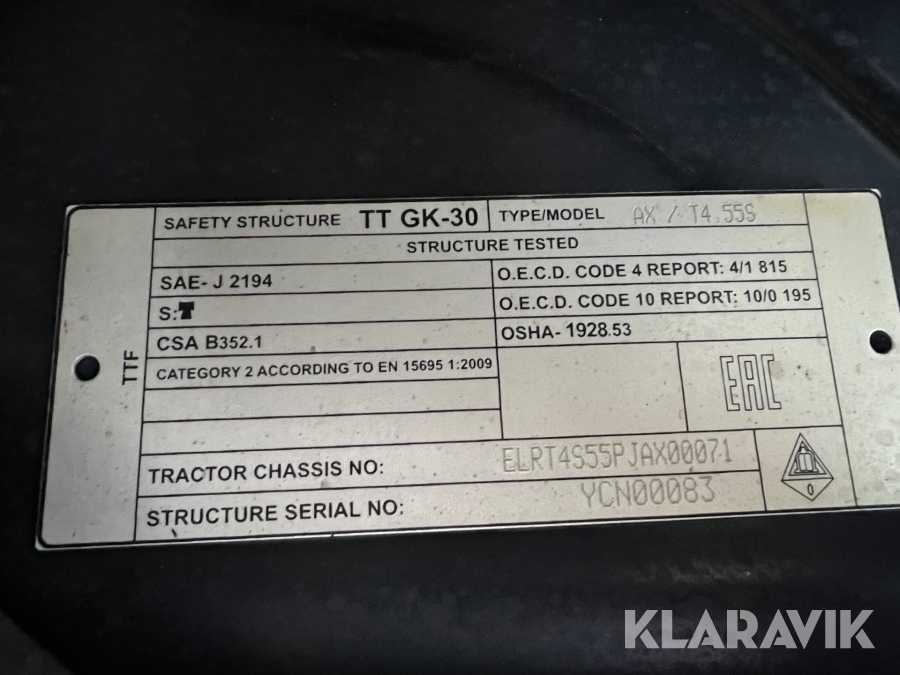 SAFETY STRUCTURE TT GK-30 TYPE/MODEL AX / T4.55S
STRUCTURE TESTED
SAE- J 2194 O.E.C.D. CODE 4 REPORT: 4/1 815
S: T O.E.C.D. CODE 10 REPORT: 10/0 195
CSA B352.1 OSHA- 1928.53
CATEGORY 2 ACCORDING TO EN 15695 1:2009
TTF
EAC
TRACTOR CHASSIS NO: ELRT4S55PJAX00071
STRUCTURE SERIAL NO: YCN00083
0
KLARAVIK